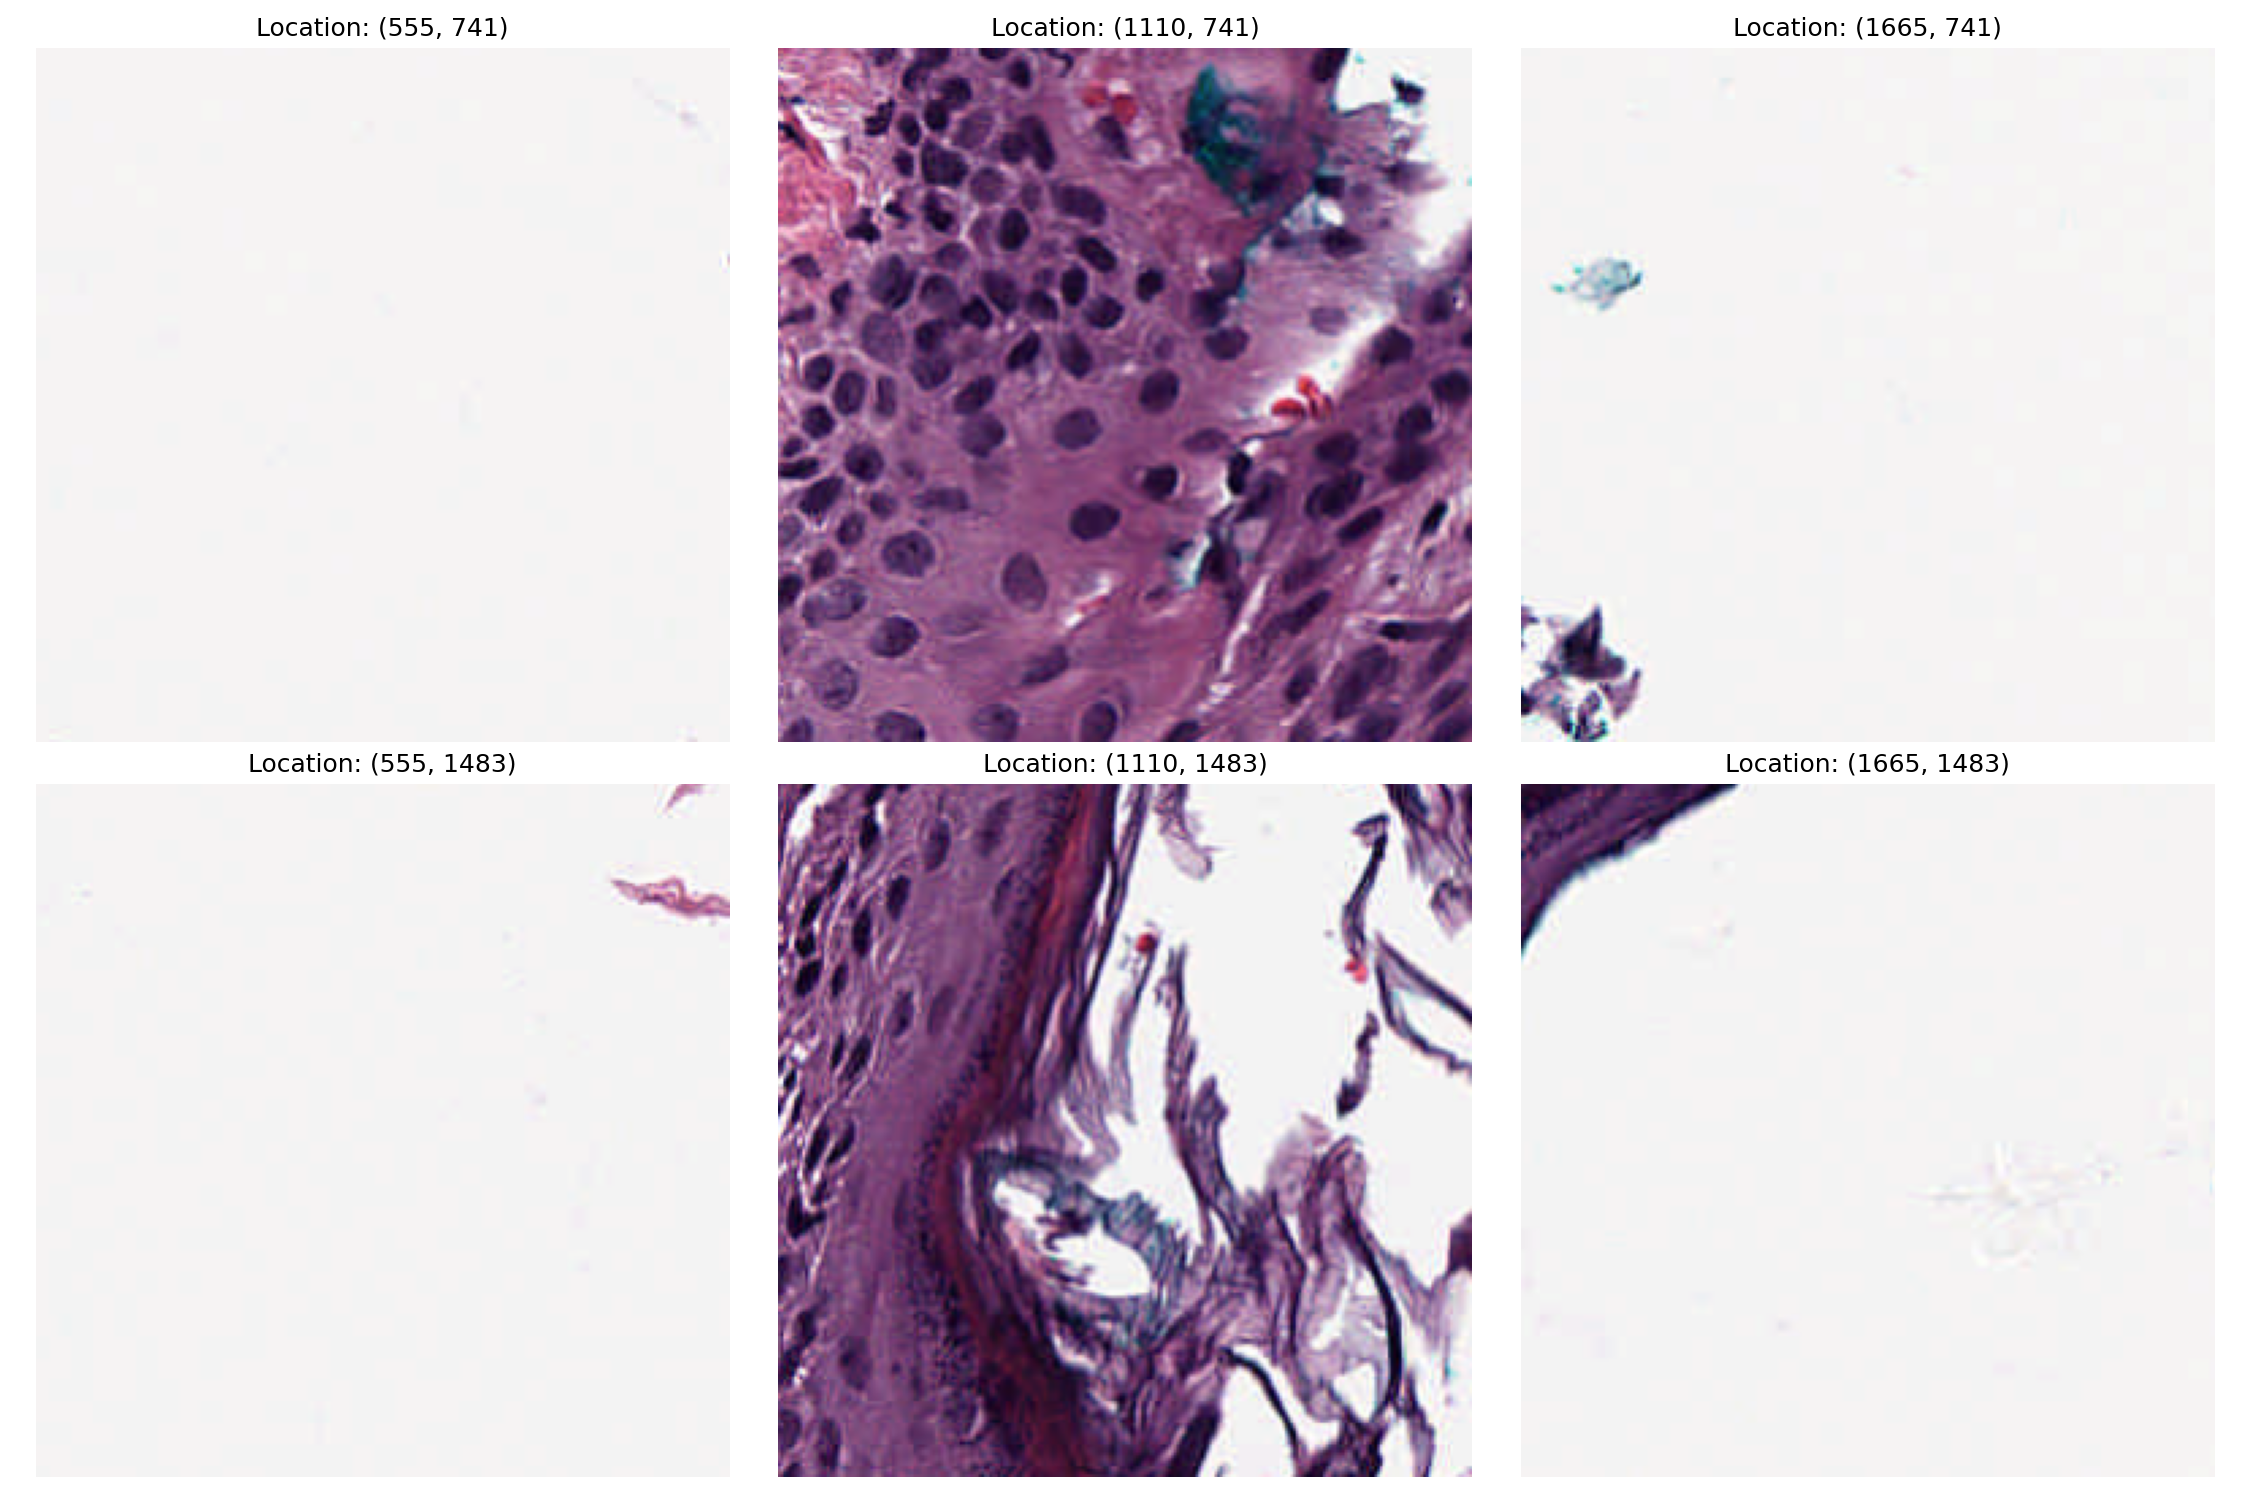 Location: (555, 741)
Location: (1110, 741)
Location: (1665, 741)
Location: (555, 1483)
Location: (1110, 1483)
Location: (1665, 1483)